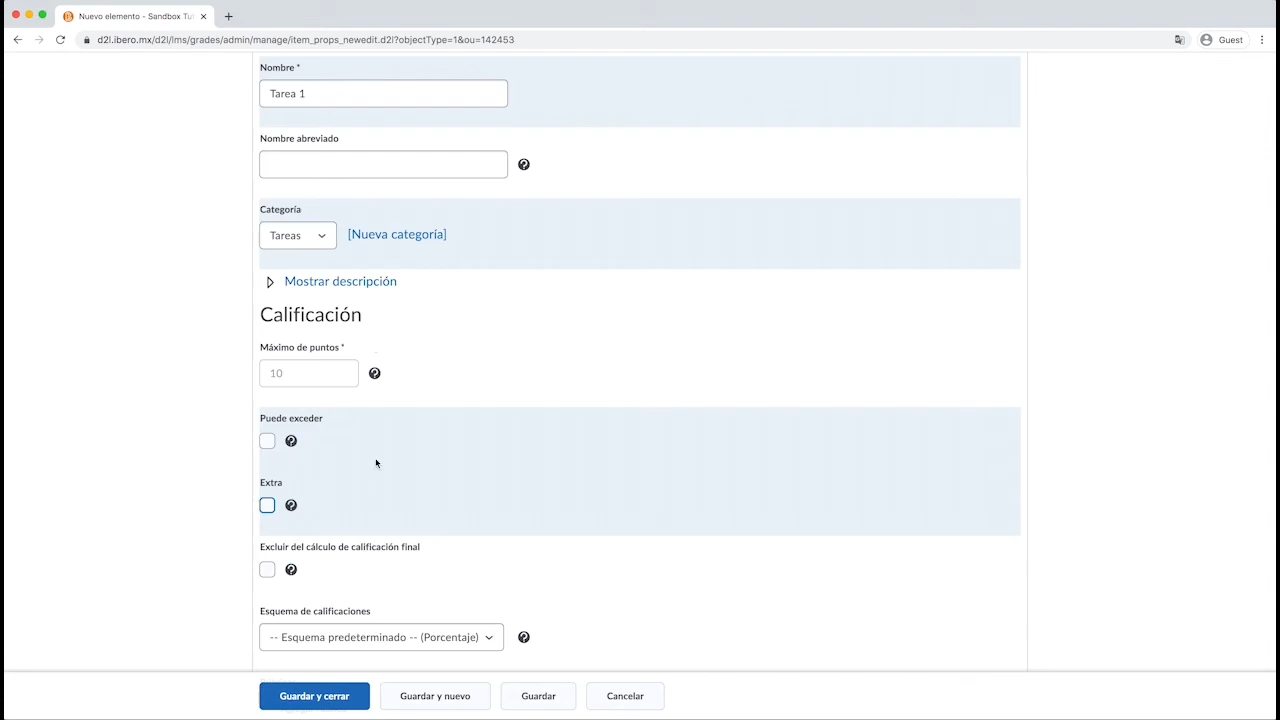 Nuevo elemento - Sandbox Tu
d2l.ibero.mx/d2l/lms/grades/admin/manage/item_props_newedit.d2l?objectType=1&ou=142453
Guest
Nombre *
Tarea 1
Nombre abreviado
Categoría
Tareas
[Nueva categoría]
Mostrar descripción
Calificación
Máximo de puntos *
10
Puede exceder
Extra
Excluir del cálculo de calificación final
Esquema de calificaciones
-- Esquema predeterminado -- (Porcentaje)
Guardar y cerrar
Guardar y nuevo
Guardar
Cancelar